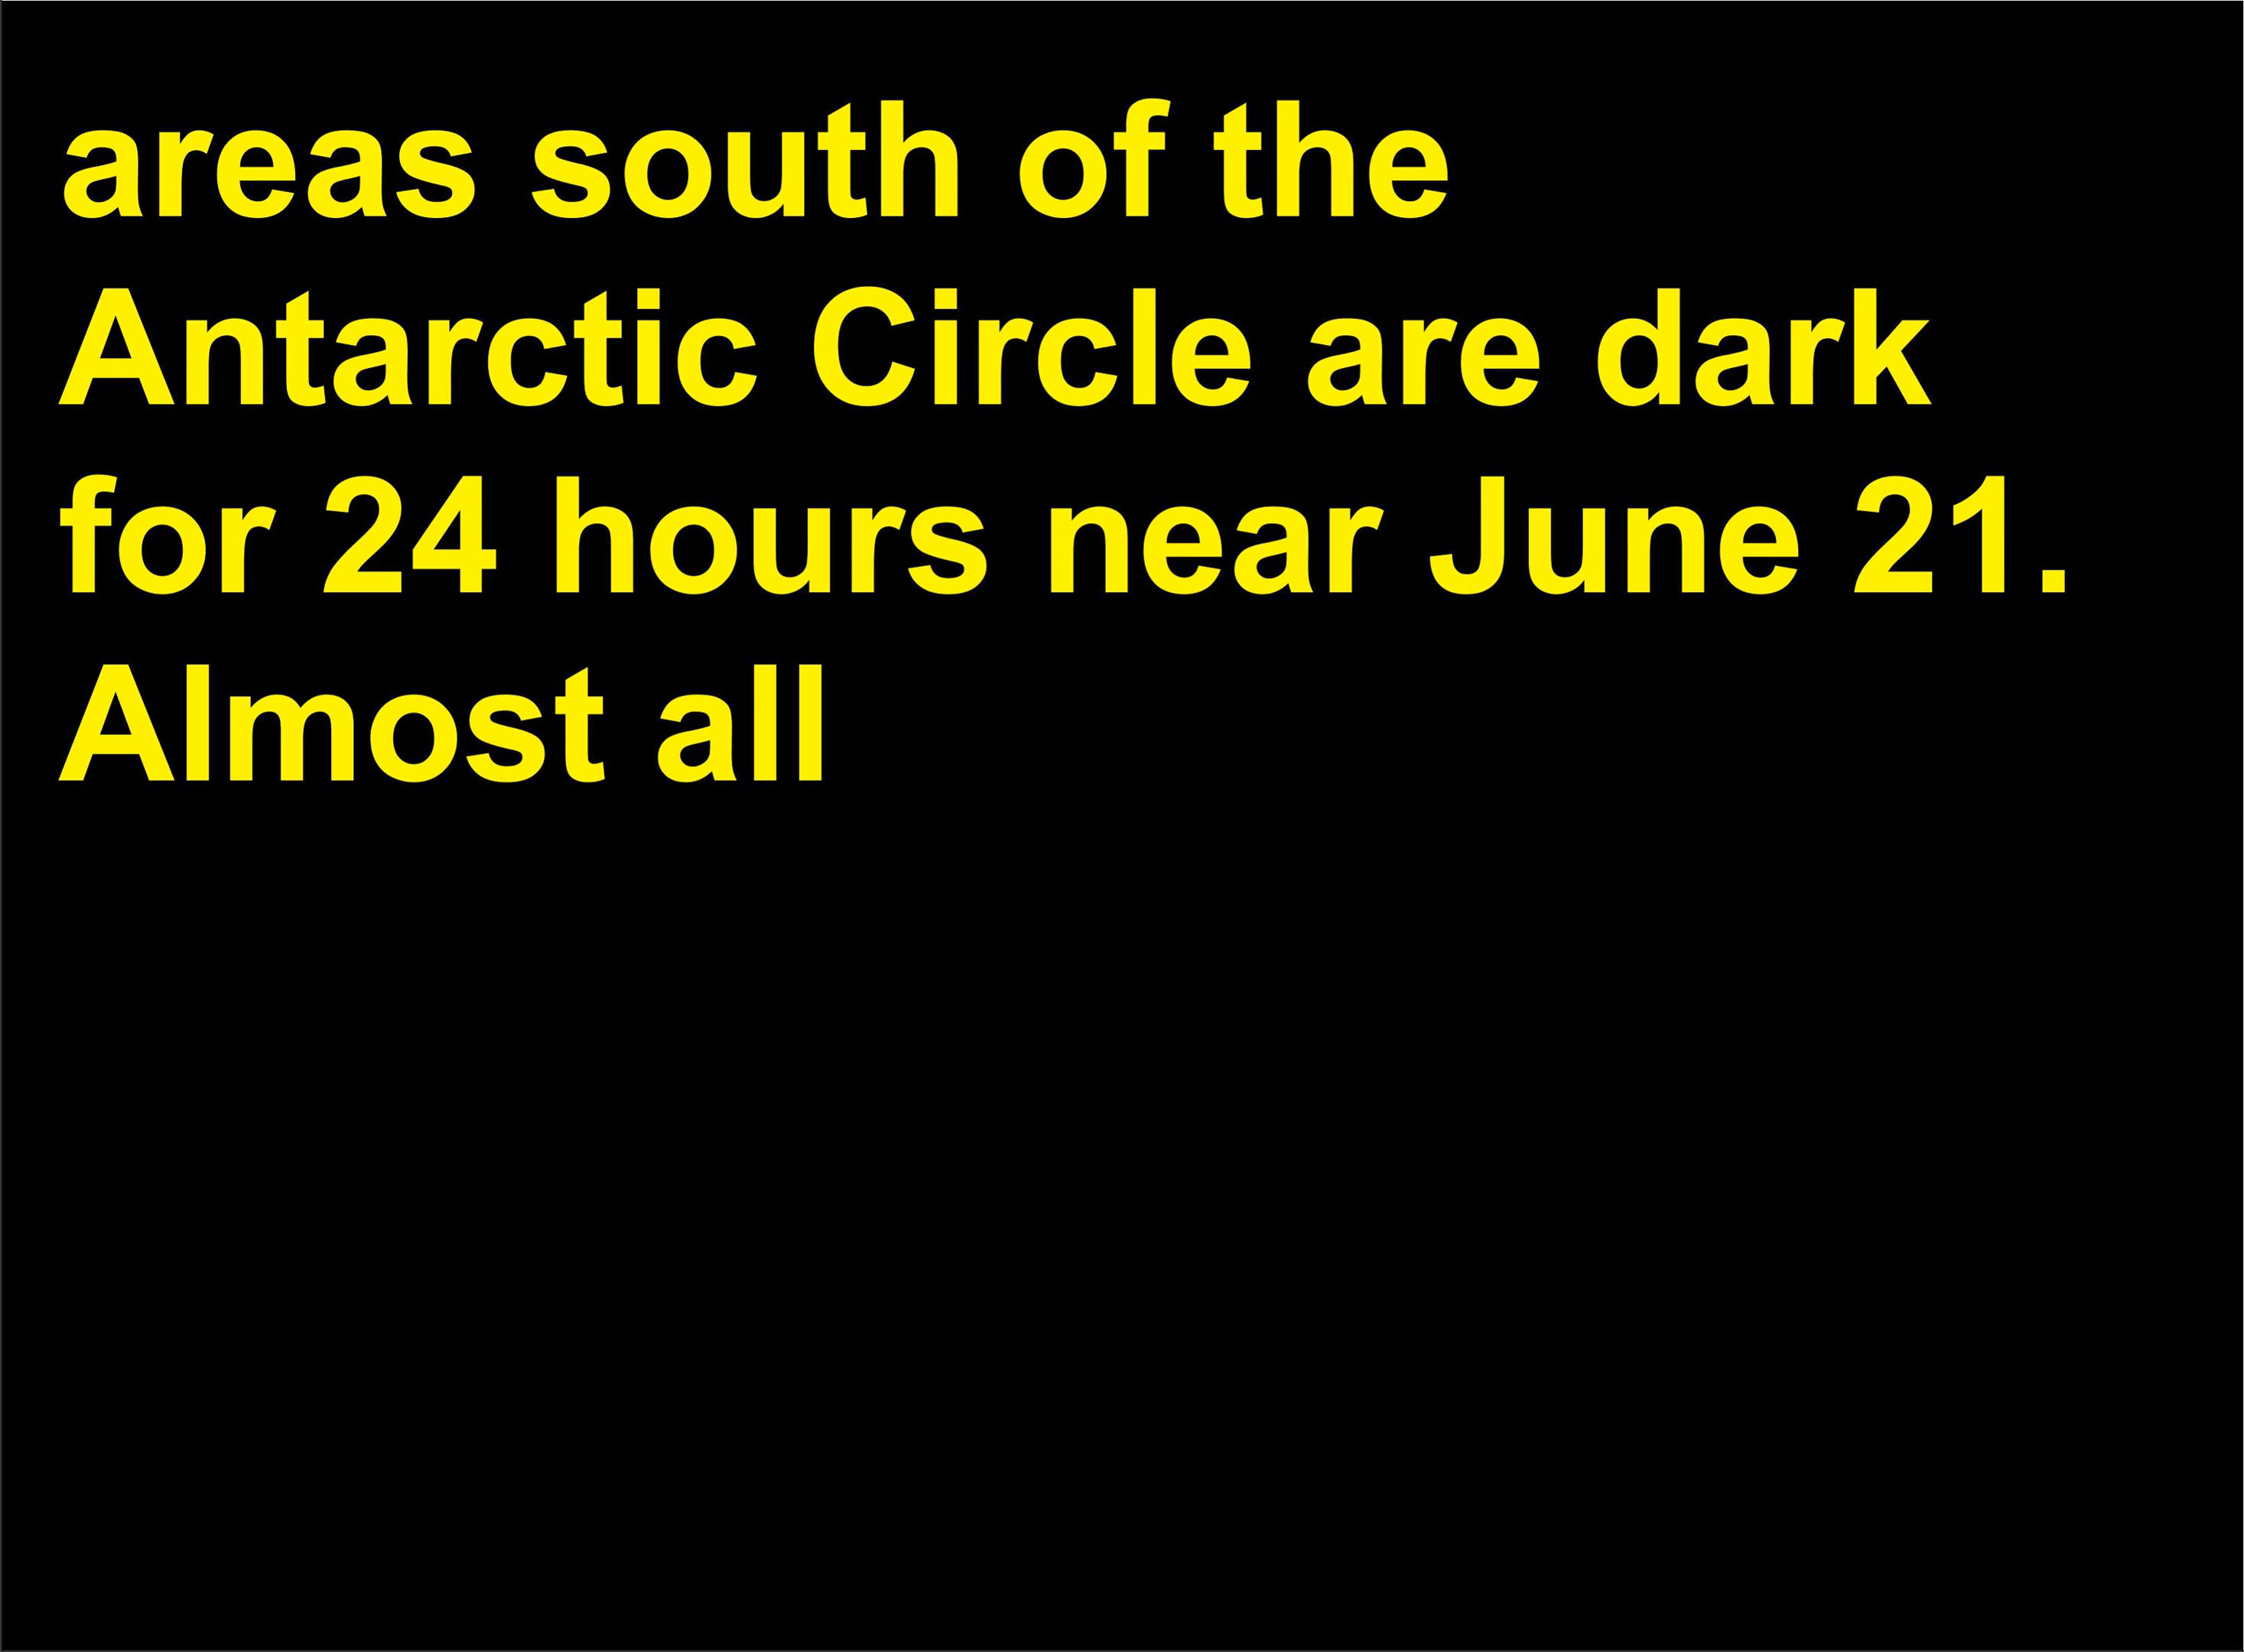 areas south of the
Antarctic Circle are dark
for 24 hours near June 21.
Almost all